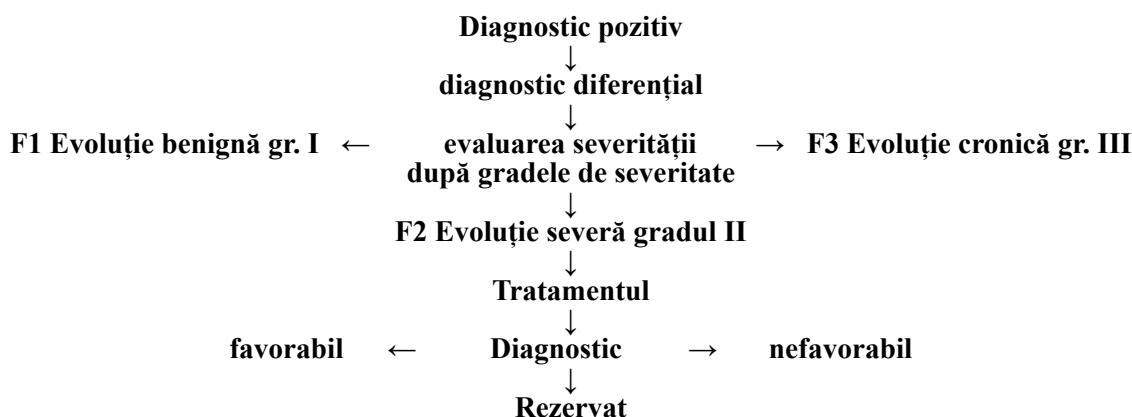 Diagnostic pozitiv
↓
diagnostic diferențial
↓
F1 Evoluție benignă gr. I ← evaluarea severității → F3 Evoluție cronică gr. III
după gradele de severitate
↓
F2 Evoluție severă gradul II
↓
Tratamentul
↓
favorabil ← Diagnostic → nefavorabil
↓
Rezervat